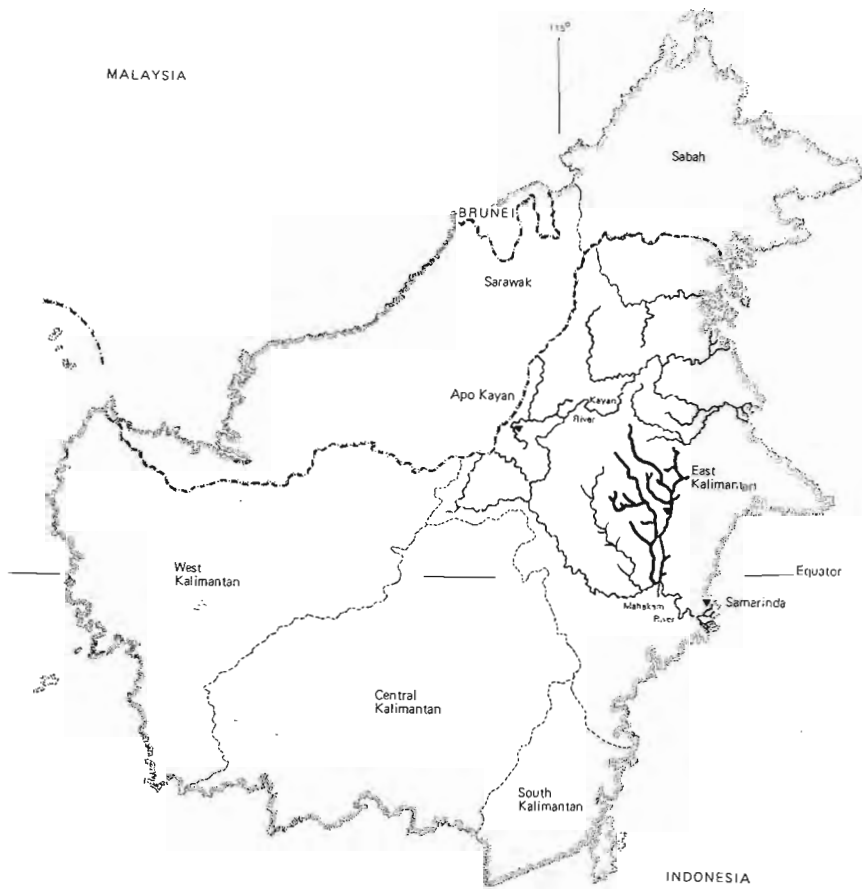 115°
MALAYSIA
Sabah
BRUNEI
Sarawak
Apo Kayan
Kayan
River
East
Kalimantan
West
Kalimantan
Equator
Mahakam
River
Samarinda
Central
Kalimantan
South
Kalimantan
INDONESIA